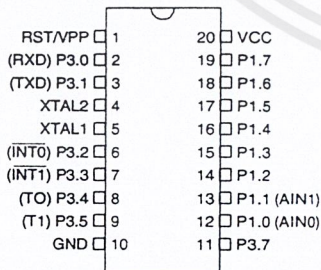 RST/VPP 1 20 VCC
(RXD) P3.0 2 19 P1.7
(TXD) P3.1 3 18 P1.6
XTAL2 4 17 P1.5
XTAL1 5 16 P1.4
(INT0) P3.2 6 15 P1.3
(INT1) P3.3 7 14 P1.2
(TO) P3.4 8 13 P1.1 (AIN1)
(T1) P3.5 9 12 P1.0 (AIN0)
GND 10 11 P3.7